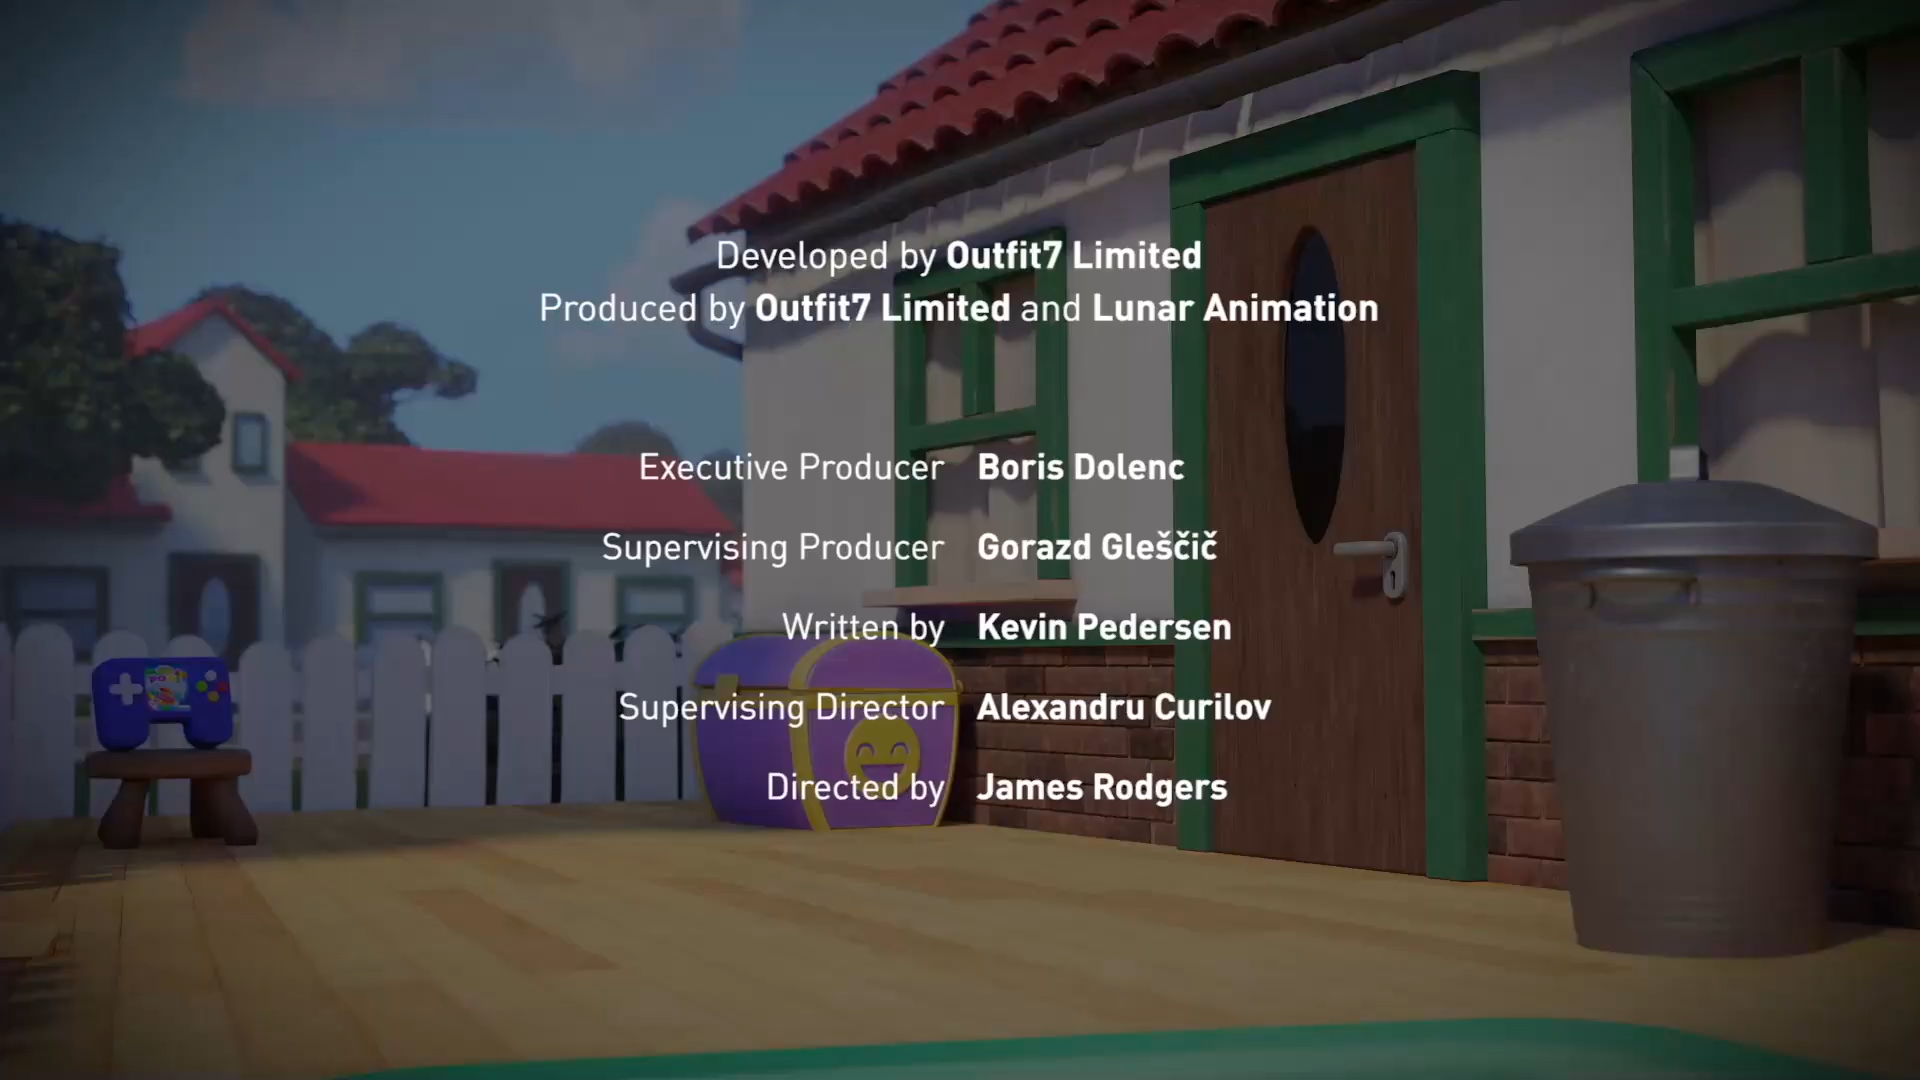 Developed by Outfit7 Limited
Produced by Outfit7 Limited and Lunar Animation
Executive Producer Boris Dolenc
Supervising Producer Gorazd Gleščič
Written by Kevin Pedersen
Supervising Director Alexandru Curilov
Directed by James Rodgers